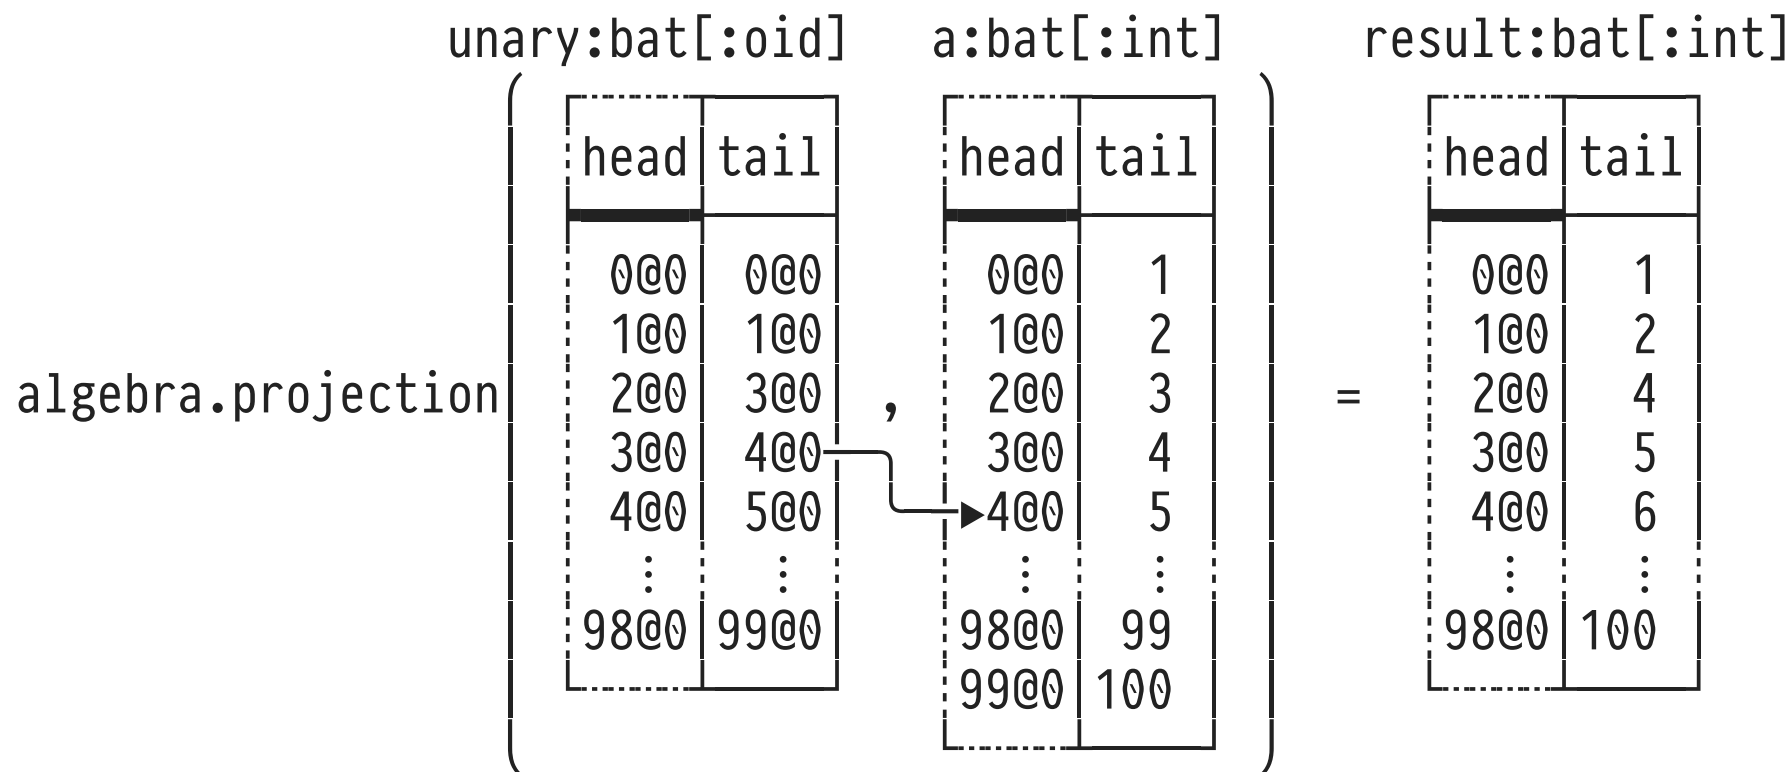 unary:bat[:oid] a:bat[:int] result:bat[:int]
head tail head tail head tail
0@0 0@0 0@0 1 0@0 1
1@0 1@0 1@0 2 1@0 2
algebra.projection 2@0 3@0 , 2@0 3 = 2@0 4
3@0 4@0 3@0 4 3@0 5
4@0 5@0 4@0 5 4@0 6
⋮ ⋮ ⋮ ⋮ ⋮ ⋮
98@0 99@0 98@0 99 98@0 100
99@0 100